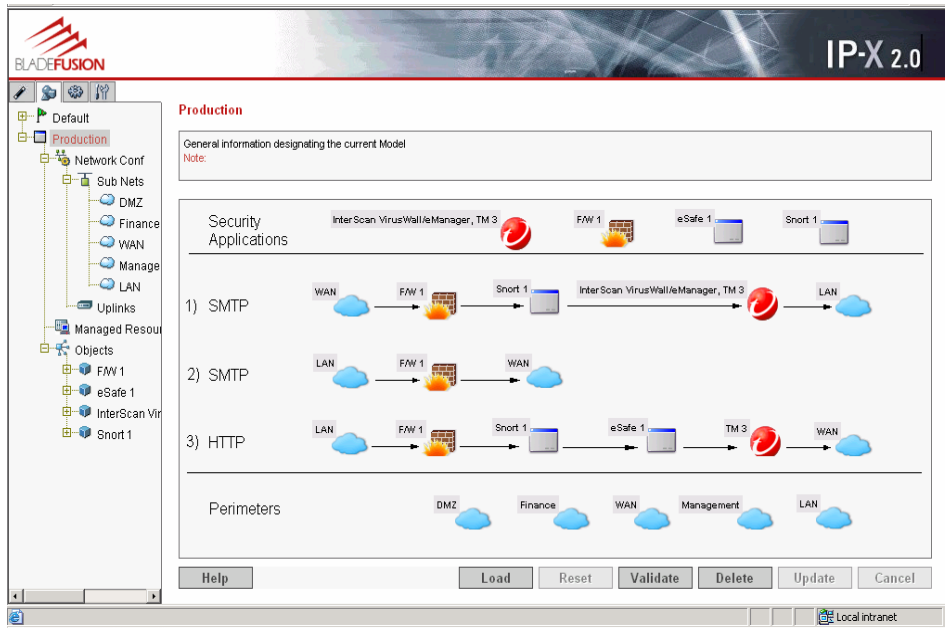 BLADEFUSION
IP-X 2.0
Default
Production
Network Conf
Sub Nets
DMZ
Finance
WAN
Manage
LAN
Uplinks
Managed Resou
Objects
F/W 1
eSafe 1
InterScan Vir
Snort 1
Production
General information designating the current Model
Note:
Security
Applications
InterScan VirusWall/eManager, TM 3
F/W 1
eSafe 1
Snort 1
1) SMTP
WAN
F/W 1
Snort 1
InterScan VirusWall/eManager, TM 3
LAN
2) SMTP
LAN
F/W 1
WAN
3) HTTP
LAN
F/W 1
Snort 1
eSafe 1
TM 3
WAN
Perimeters
DMZ
Finance
WAN
Management
LAN
Help
Load
Reset
Validate
Delete
Update
Cancel
Local intranet